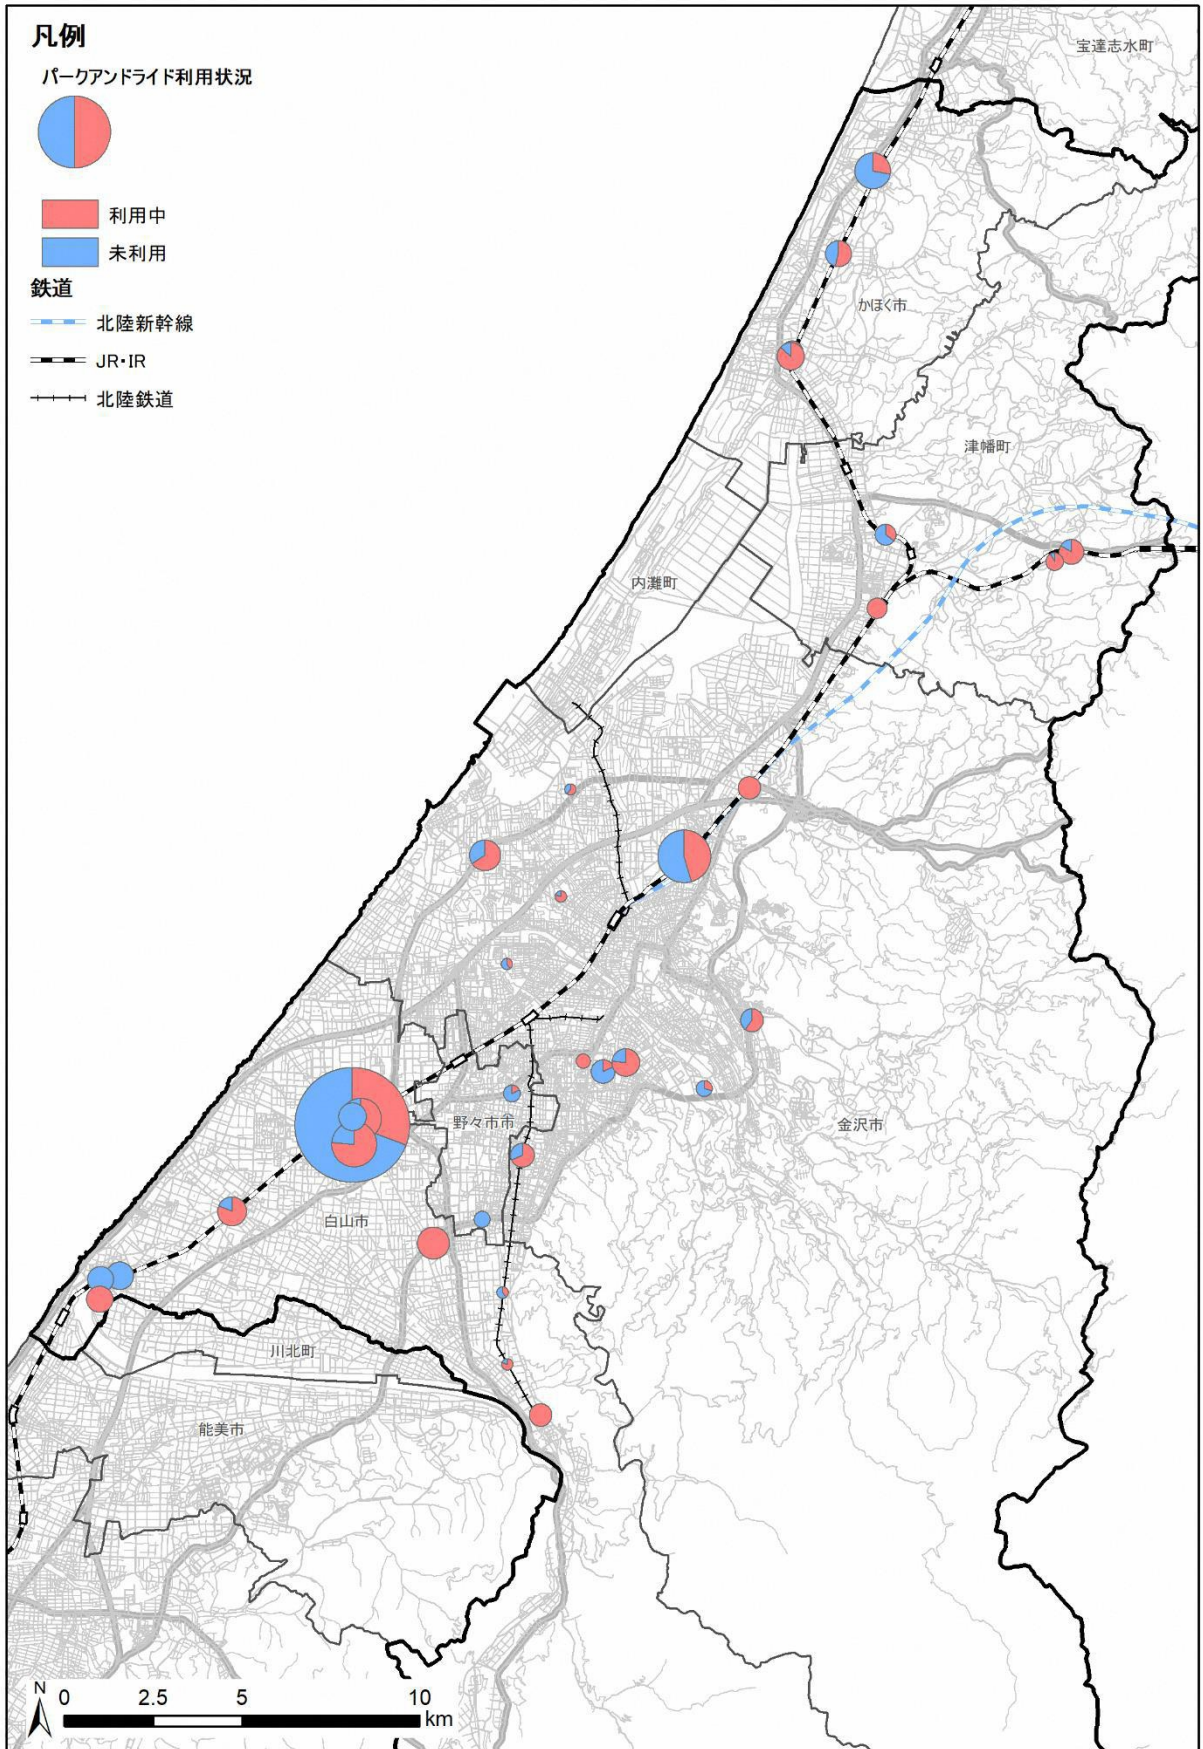 凡例
パークアンドライド利用状況
利用中
未利用
鉄道
北陸新幹線
JR・IR
北陸鉄道
宝達志水町
かほく市
津幡町
内灘町
金沢市
野々市市
白山市
川北町
能美市
N
0 2.5 5 10
km